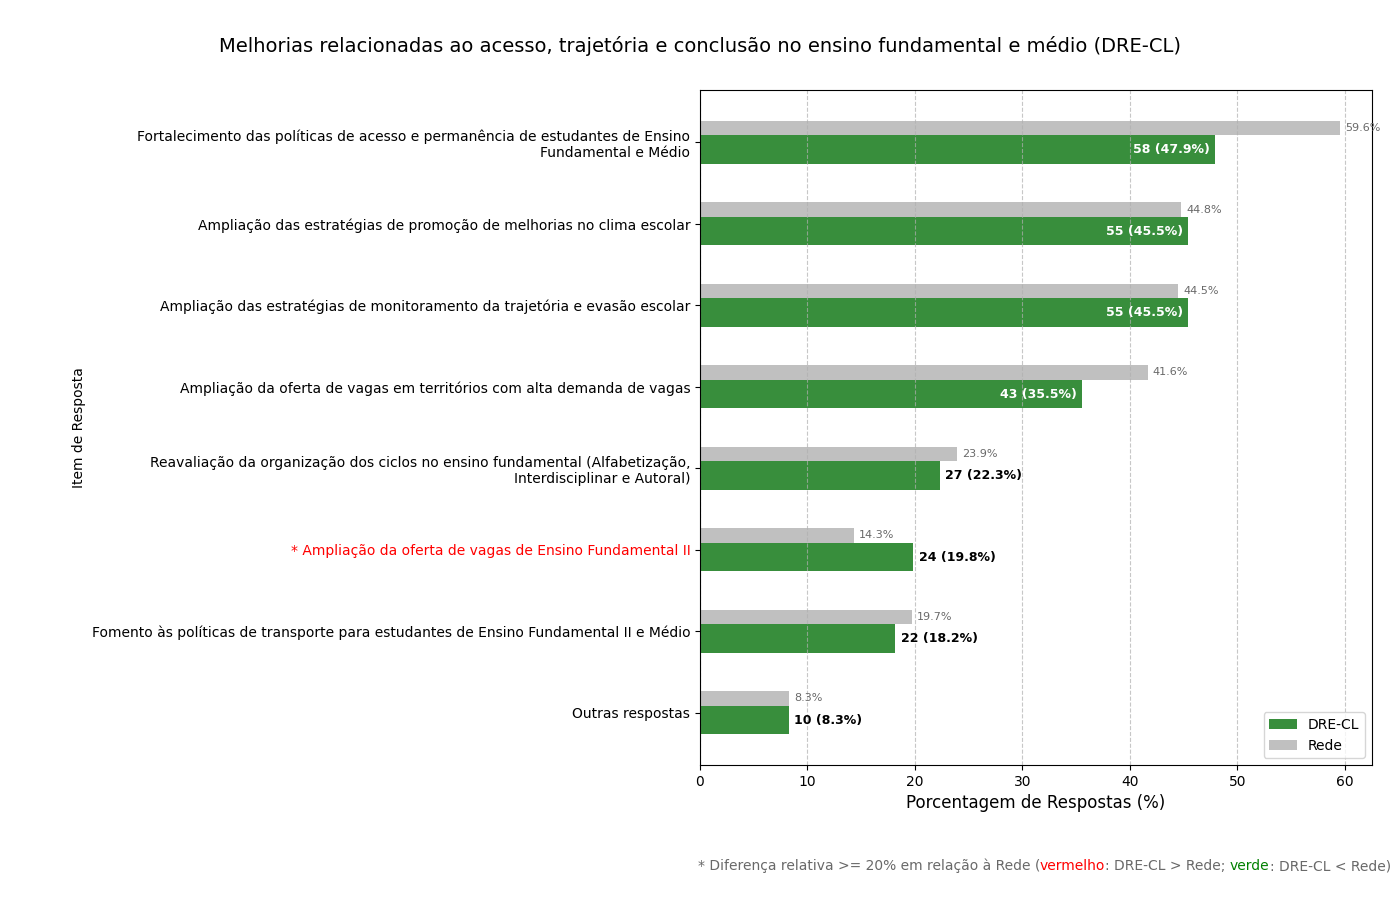 Melhorias relacionadas ao acesso, trajetória e conclusão no ensino fundamental e médio (DRE-CL)
Item de Resposta
Fortalecimento das políticas de acesso e permanência de estudantes de Ensino
Fundamental e Médio
59.6%
58 (47.9%)
Ampliação das estratégias de promoção de melhorias no clima escolar
44.8%
55 (45.5%)
Ampliação das estratégias de monitoramento da trajetória e evasão escolar
44.5%
55 (45.5%)
Ampliação da oferta de vagas em territórios com alta demanda de vagas
41.6%
43 (35.5%)
Reavaliação da organização dos ciclos no ensino fundamental (Alfabetização,
Interdisciplinar e Autoral)
23.9%
27 (22.3%)
* Ampliação da oferta de vagas de Ensino Fundamental II
14.3%
24 (19.8%)
Fomento às políticas de transporte para estudantes de Ensino Fundamental II e Médio
19.7%
22 (18.2%)
Outras respostas
8.3%
10 (8.3%)
DRE-CL
Rede
0 10 20 30 40 50 60
Porcentagem de Respostas (%)
* Diferença relativa >= 20% em relação à Rede (vermelho: DRE-CL > Rede; verde: DRE-CL < Rede)